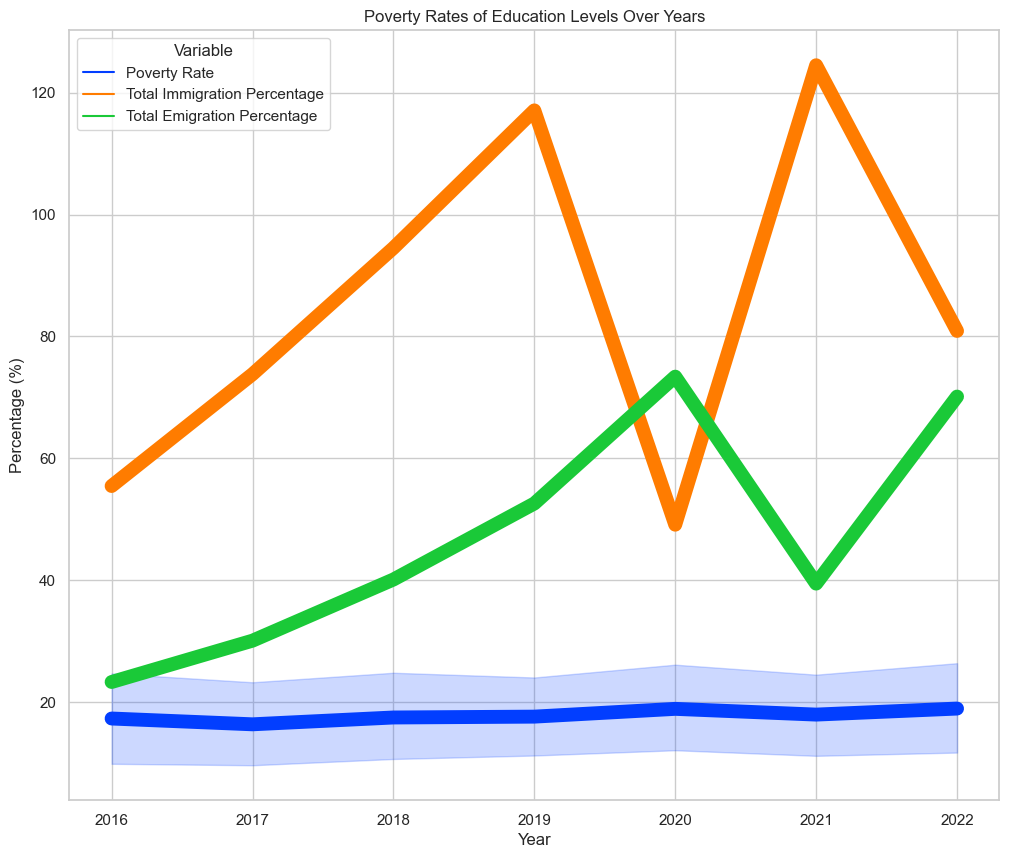 Poverty Rates of Education Levels Over Years
Variable
Poverty Rate
Total Immigration Percentage
Total Emigration Percentage
120
100
80
60
40
20
Percentage (%)
2016 2017 2018 2019 2020 2021 2022
Year